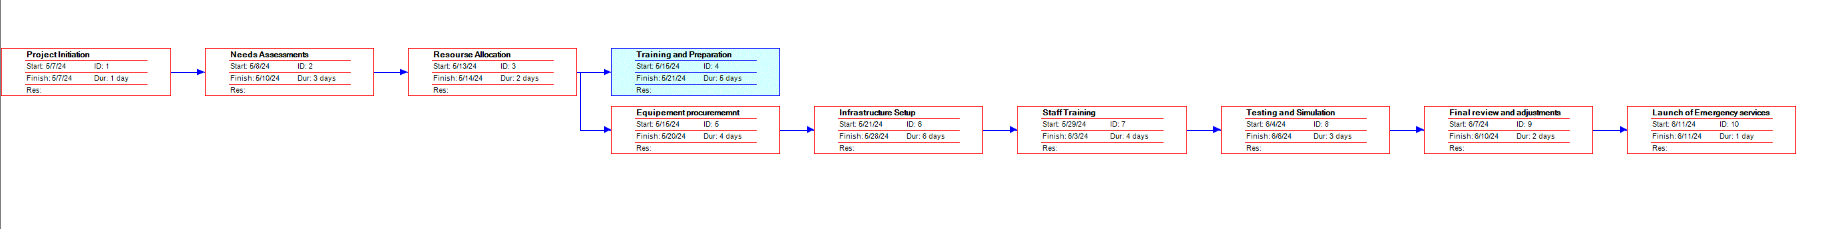 Project Initiation
Start: 5/7/24 ID: 1
Finish: 5/7/24 Dur: 1 day
Res:
Needs Assessments
Start: 5/8/24 ID: 2
Finish: 5/10/24 Dur: 3 days
Res:
Resourse Allocation
Start: 5/13/24 ID: 3
Finish: 5/14/24 Dur: 2 days
Res:
Training and Preparation
Start: 5/15/24 ID: 4
Finish: 5/21/24 Dur: 5 days
Res:
Equipement procurememnt
Start: 5/15/24 ID: 5
Finish: 5/20/24 Dur: 4 days
Res:
Infrastructure Setup
Start: 5/21/24 ID: 6
Finish: 5/28/24 Dur: 6 days
Res:
Staff Training
Start: 5/29/24 ID: 7
Finish: 6/3/24 Dur: 4 days
Res:
Testing and Simulation
Start: 6/4/24 ID: 8
Finish: 6/6/24 Dur: 3 days
Res:
Final review and adjustments
Start: 6/7/24 ID: 9
Finish: 6/10/24 Dur: 2 days
Res:
Launch of Emergency services
Start: 6/11/24 ID: 10
Finish: 6/11/24 Dur: 1 day
Res: